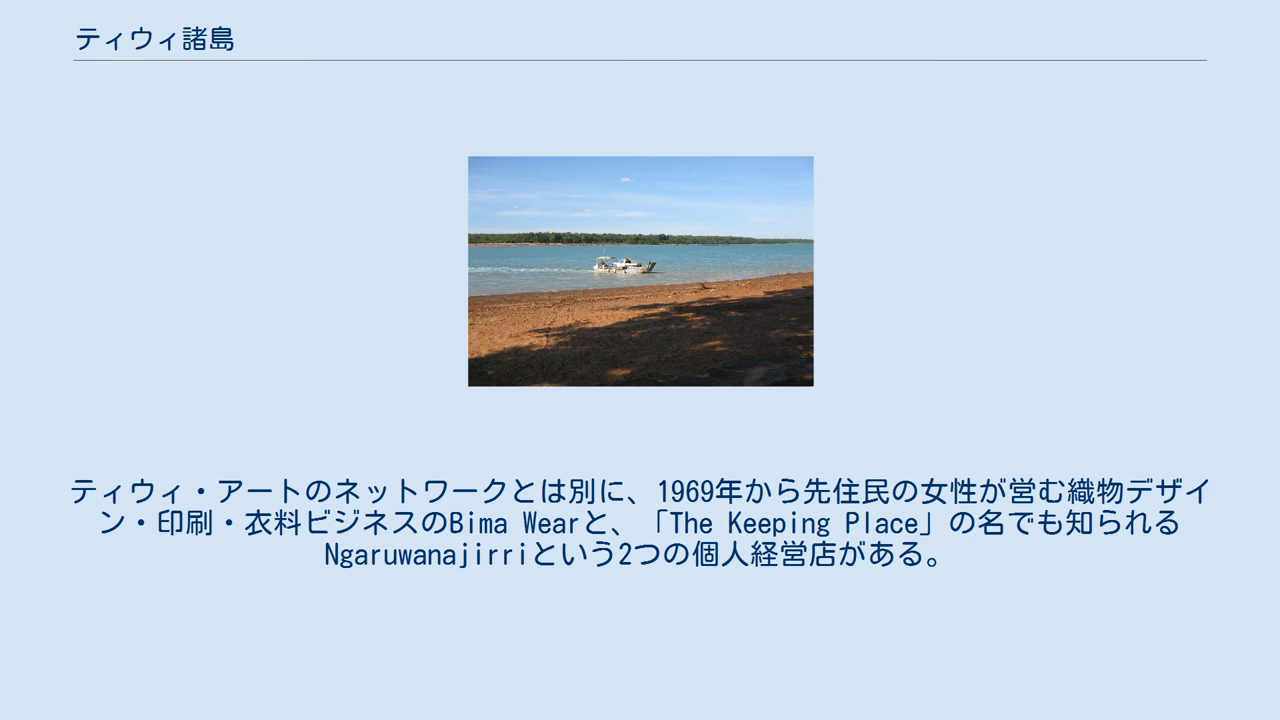 ティウィ諸島
ティウィ・アートのネットワークとは別に、1969年から先住民の女性が営む織物デザイ
ン・印刷・衣料ビジネスのBima Wearと、「The Keeping Place」の名でも知られる
Ngaruwanajirriという2つの個人経営店がある。